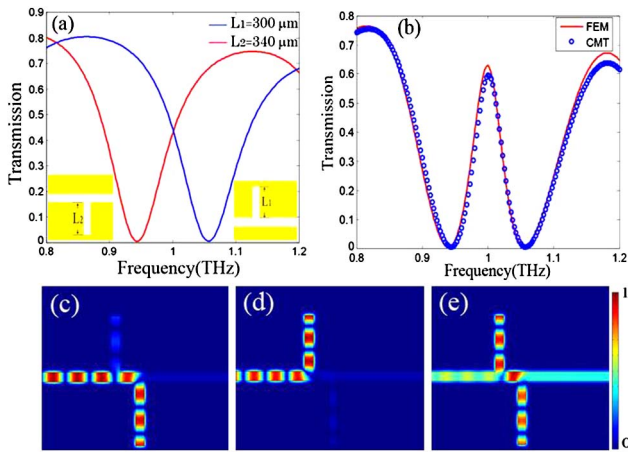 (a)
L1=300 μm
L2=340 μm
Transmission
0.8
0.7
0.6
0.5
0.4
0.3
0.2
0.1
0
L2
L1
0.8
0.9
1
1.1
1.2
Frequency(THz)
(b)
FEM
CMT
Transmission
0.8
0.7
0.6
0.5
0.4
0.3
0.2
0.1
0
0.8
0.9
1
1.1
1.2
Frequency(THz)
(c)
(d)
(e)
1
0